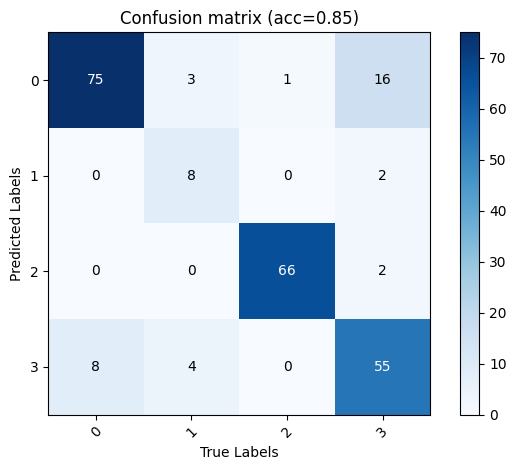 Confusion matrix (acc=0.85)
0 75 3 1 16
1 0 8 0 2
2 0 0 66 2
3 8 4 0 55
0 1 2 3
Predicted Labels
True Labels
70
60
50
40
30
20
10
0